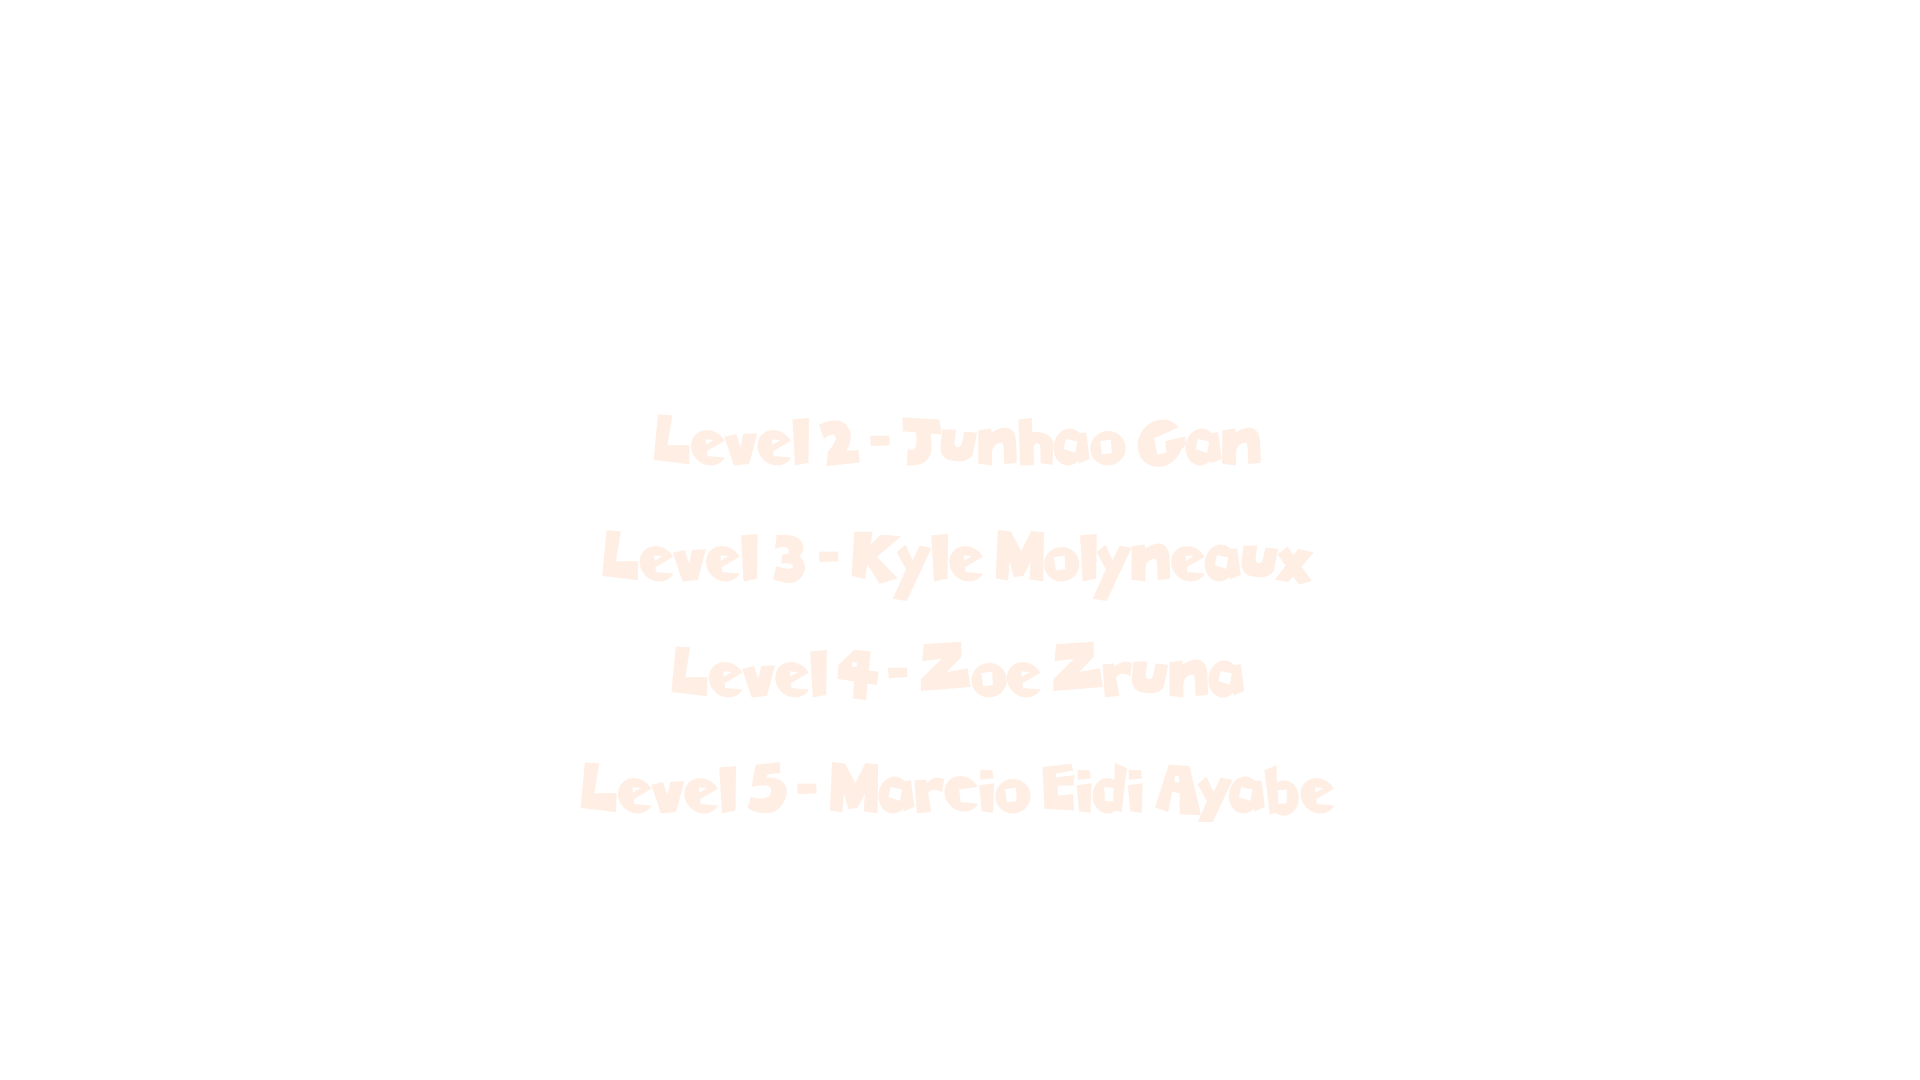 Level 2 - Junhao Gan
Level 3 - Kyle Molyneaux
Level 4 - Zoe Zruna
Level 5 - Marcio Eidi Ayabe